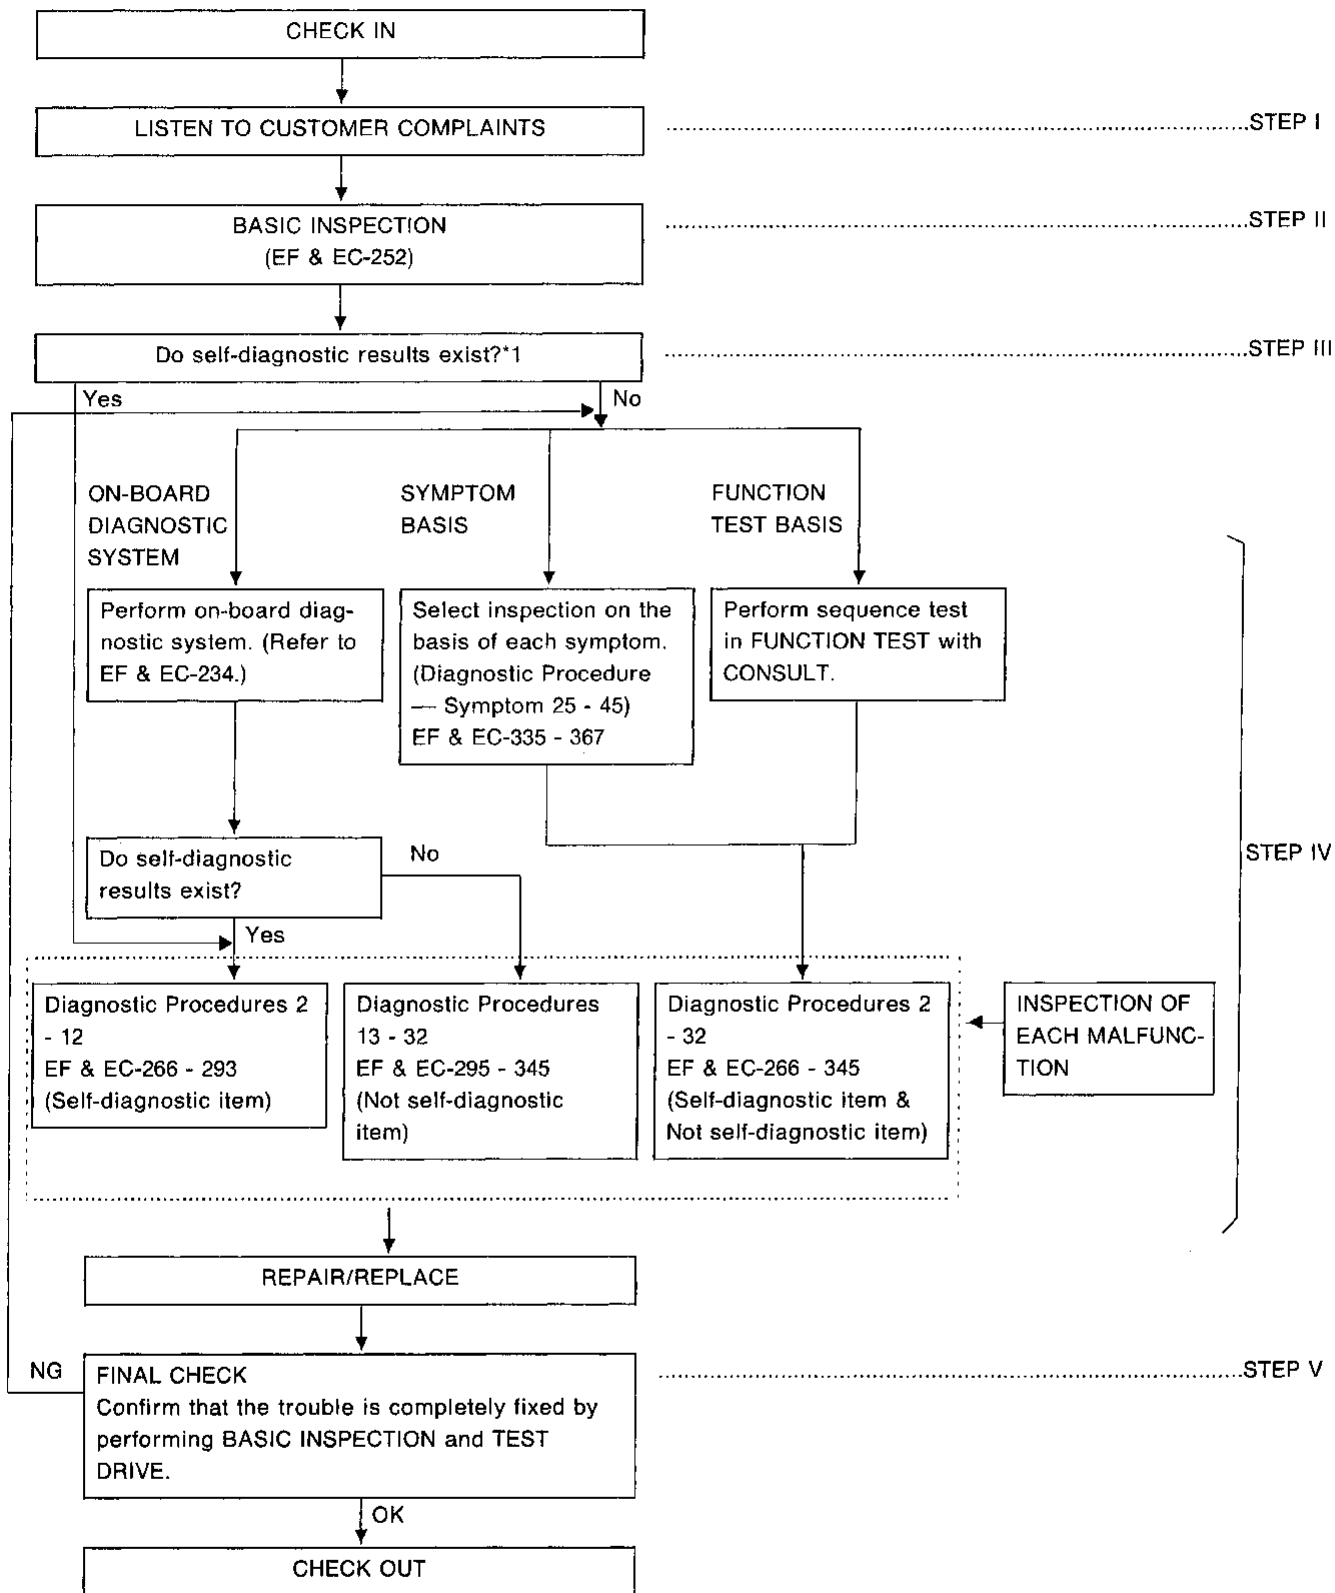 CHECK IN
LISTEN TO CUSTOMER COMPLAINTS
STEP I
BASIC INSPECTION
(EF & EC-252)
STEP II
Do self-diagnostic results exist?*1
STEP III
Yes
No
ON-BOARD
DIAGNOSTIC
SYSTEM
SYMPTOM
BASIS
FUNCTION
TEST BASIS
Perform on-board diag-
nostic system. (Refer to
EF & EC-234.)
Select inspection on the
basis of each symptom.
(Diagnostic Procedure
— Symptom 25 - 45)
EF & EC-335 - 367
Perform sequence test
in FUNCTION TEST with
CONSULT.
Do self-diagnostic
results exist?
No
Yes
STEP IV
Diagnostic Procedures 2
- 12
EF & EC-266 - 293
(Self-diagnostic item)
Diagnostic Procedures
13 - 32
EF & EC-295 - 345
(Not self-diagnostic
item)
Diagnostic Procedures 2
- 32
EF & EC-266 - 345
(Self-diagnostic item &
Not self-diagnostic item)
INSPECTION OF
EACH MALFUNC-
TION
REPAIR/REPLACE
NG
FINAL CHECK
Confirm that the trouble is completely fixed by
performing BASIC INSPECTION and TEST
DRIVE.
STEP V
OK
CHECK OUT